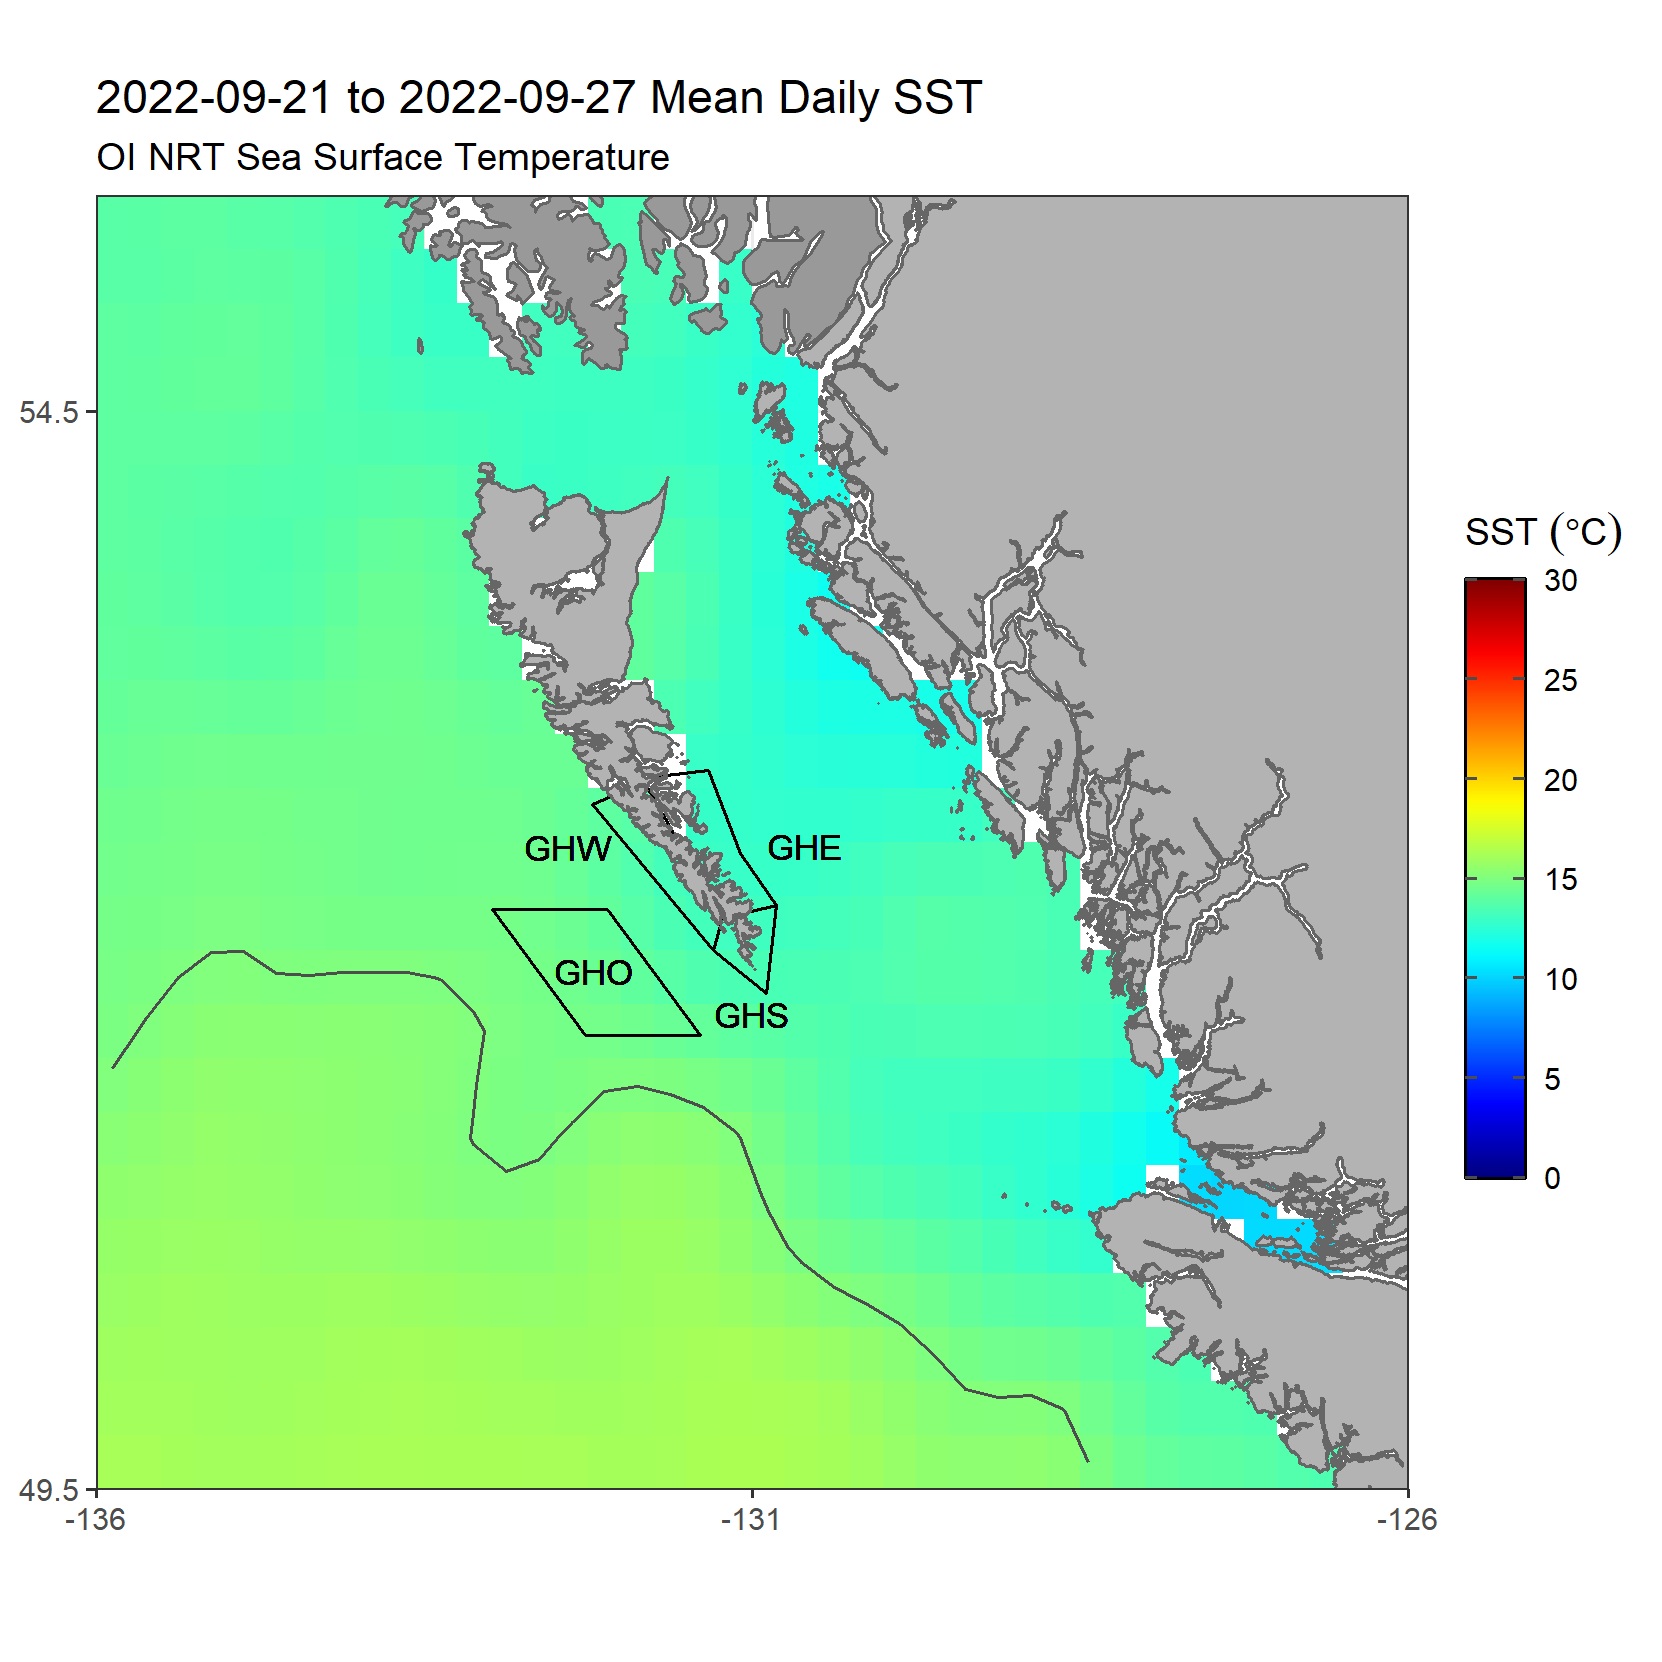 2022-09-21 to 2022-09-27 Mean Daily SST
OI NRT Sea Surface Temperature
54.5
49.5
-136
-131
-126
GHW
GHE
GHO
GHS
SST (°C)
30
25
20
15
10
5
0